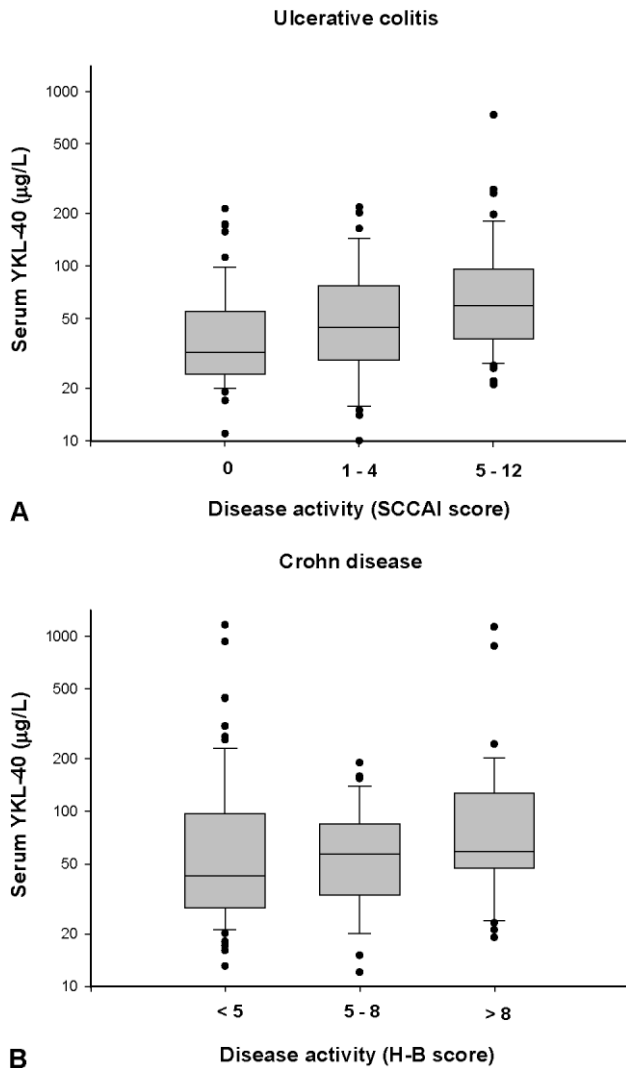 Ulcerative colitis
Serum YKL-40 (µg/L)
1000
500
200
100
50
20
10
0
1 - 4
5 - 12
A
Disease activity (SCCAI score)
Crohn disease
Serum YKL-40 (µg/L)
1000
500
200
100
50
20
10
< 5
5 - 8
> 8
B
Disease activity (H-B score)